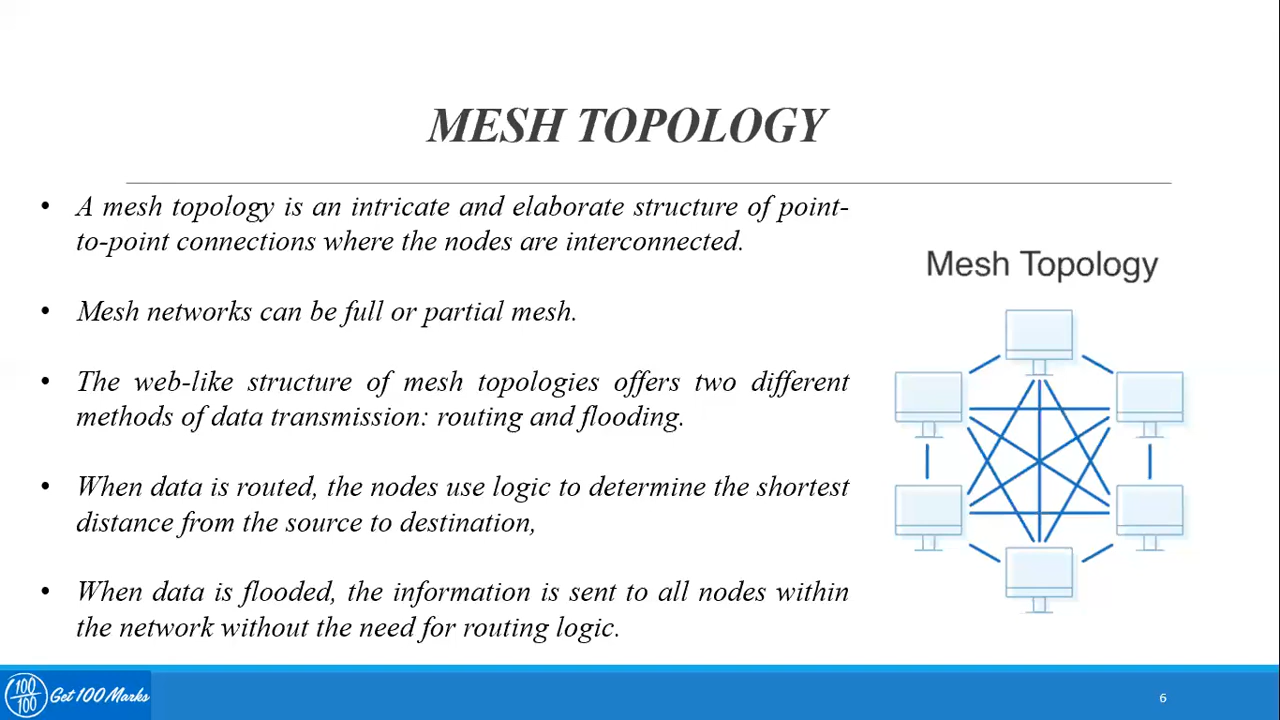 MESH TOPOLOGY
• A mesh topology is an intricate and elaborate structure of point-
to-point connections where the nodes are interconnected.
• Mesh networks can be full or partial mesh.
• The web-like structure of mesh topologies offers two different
methods of data transmission: routing and flooding.
• When data is routed, the nodes use logic to determine the shortest
distance from the source to destination,
• When data is flooded, the information is sent to all nodes within
the network without the need for routing logic.
Mesh Topology
100
100
Get 100 Marks
6